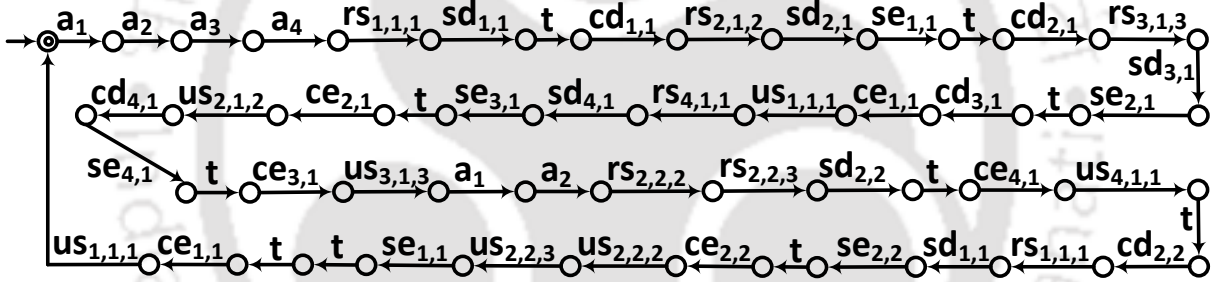 a1 a2 a3 a4 rs1,1,1 sd1,1 t cd1,1 rs2,1,2 sd2,1 se1,1 t cd2,1 rs3,1,3
sd3,1
cd4,1 us2,1,2 ce2,1 t se3,1 sd4,1 rs4,1,1 us1,1,1 ce1,1 cd3,1 t se2,1
se4,1 t ce3,1 us3,1,3 a1 a2 rs2,2,2 rs2,2,3 sd2,2 t ce4,1 us4,1,1
t
us1,1,1 ce1,1 t t se1,1 us2,2,3 us2,2,2 ce2,2 t se2,2 sd1,1 rs1,1,1 cd2,2